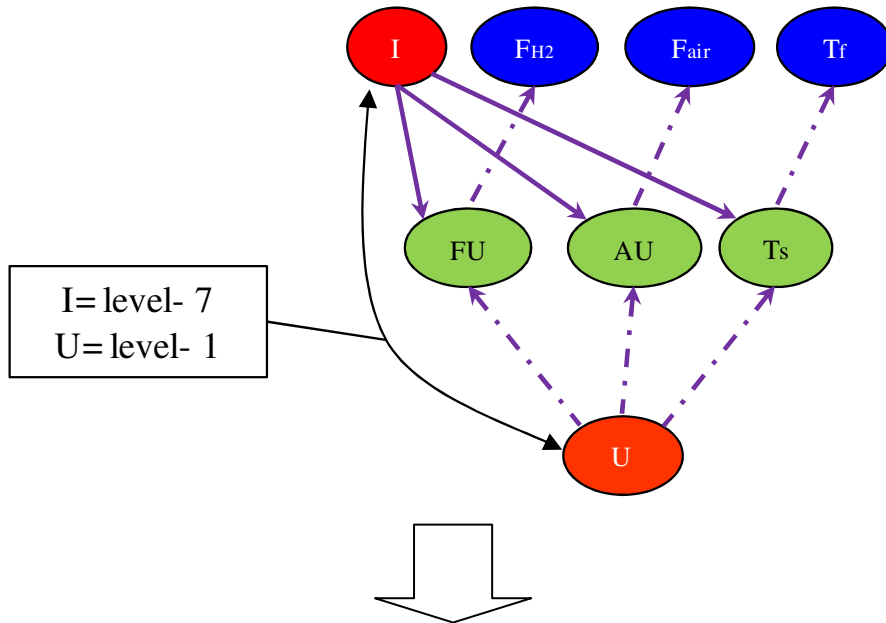 I
FH2
Fair
Tf
FU
AU
Ts
I= level- 7
U= level- 1
U